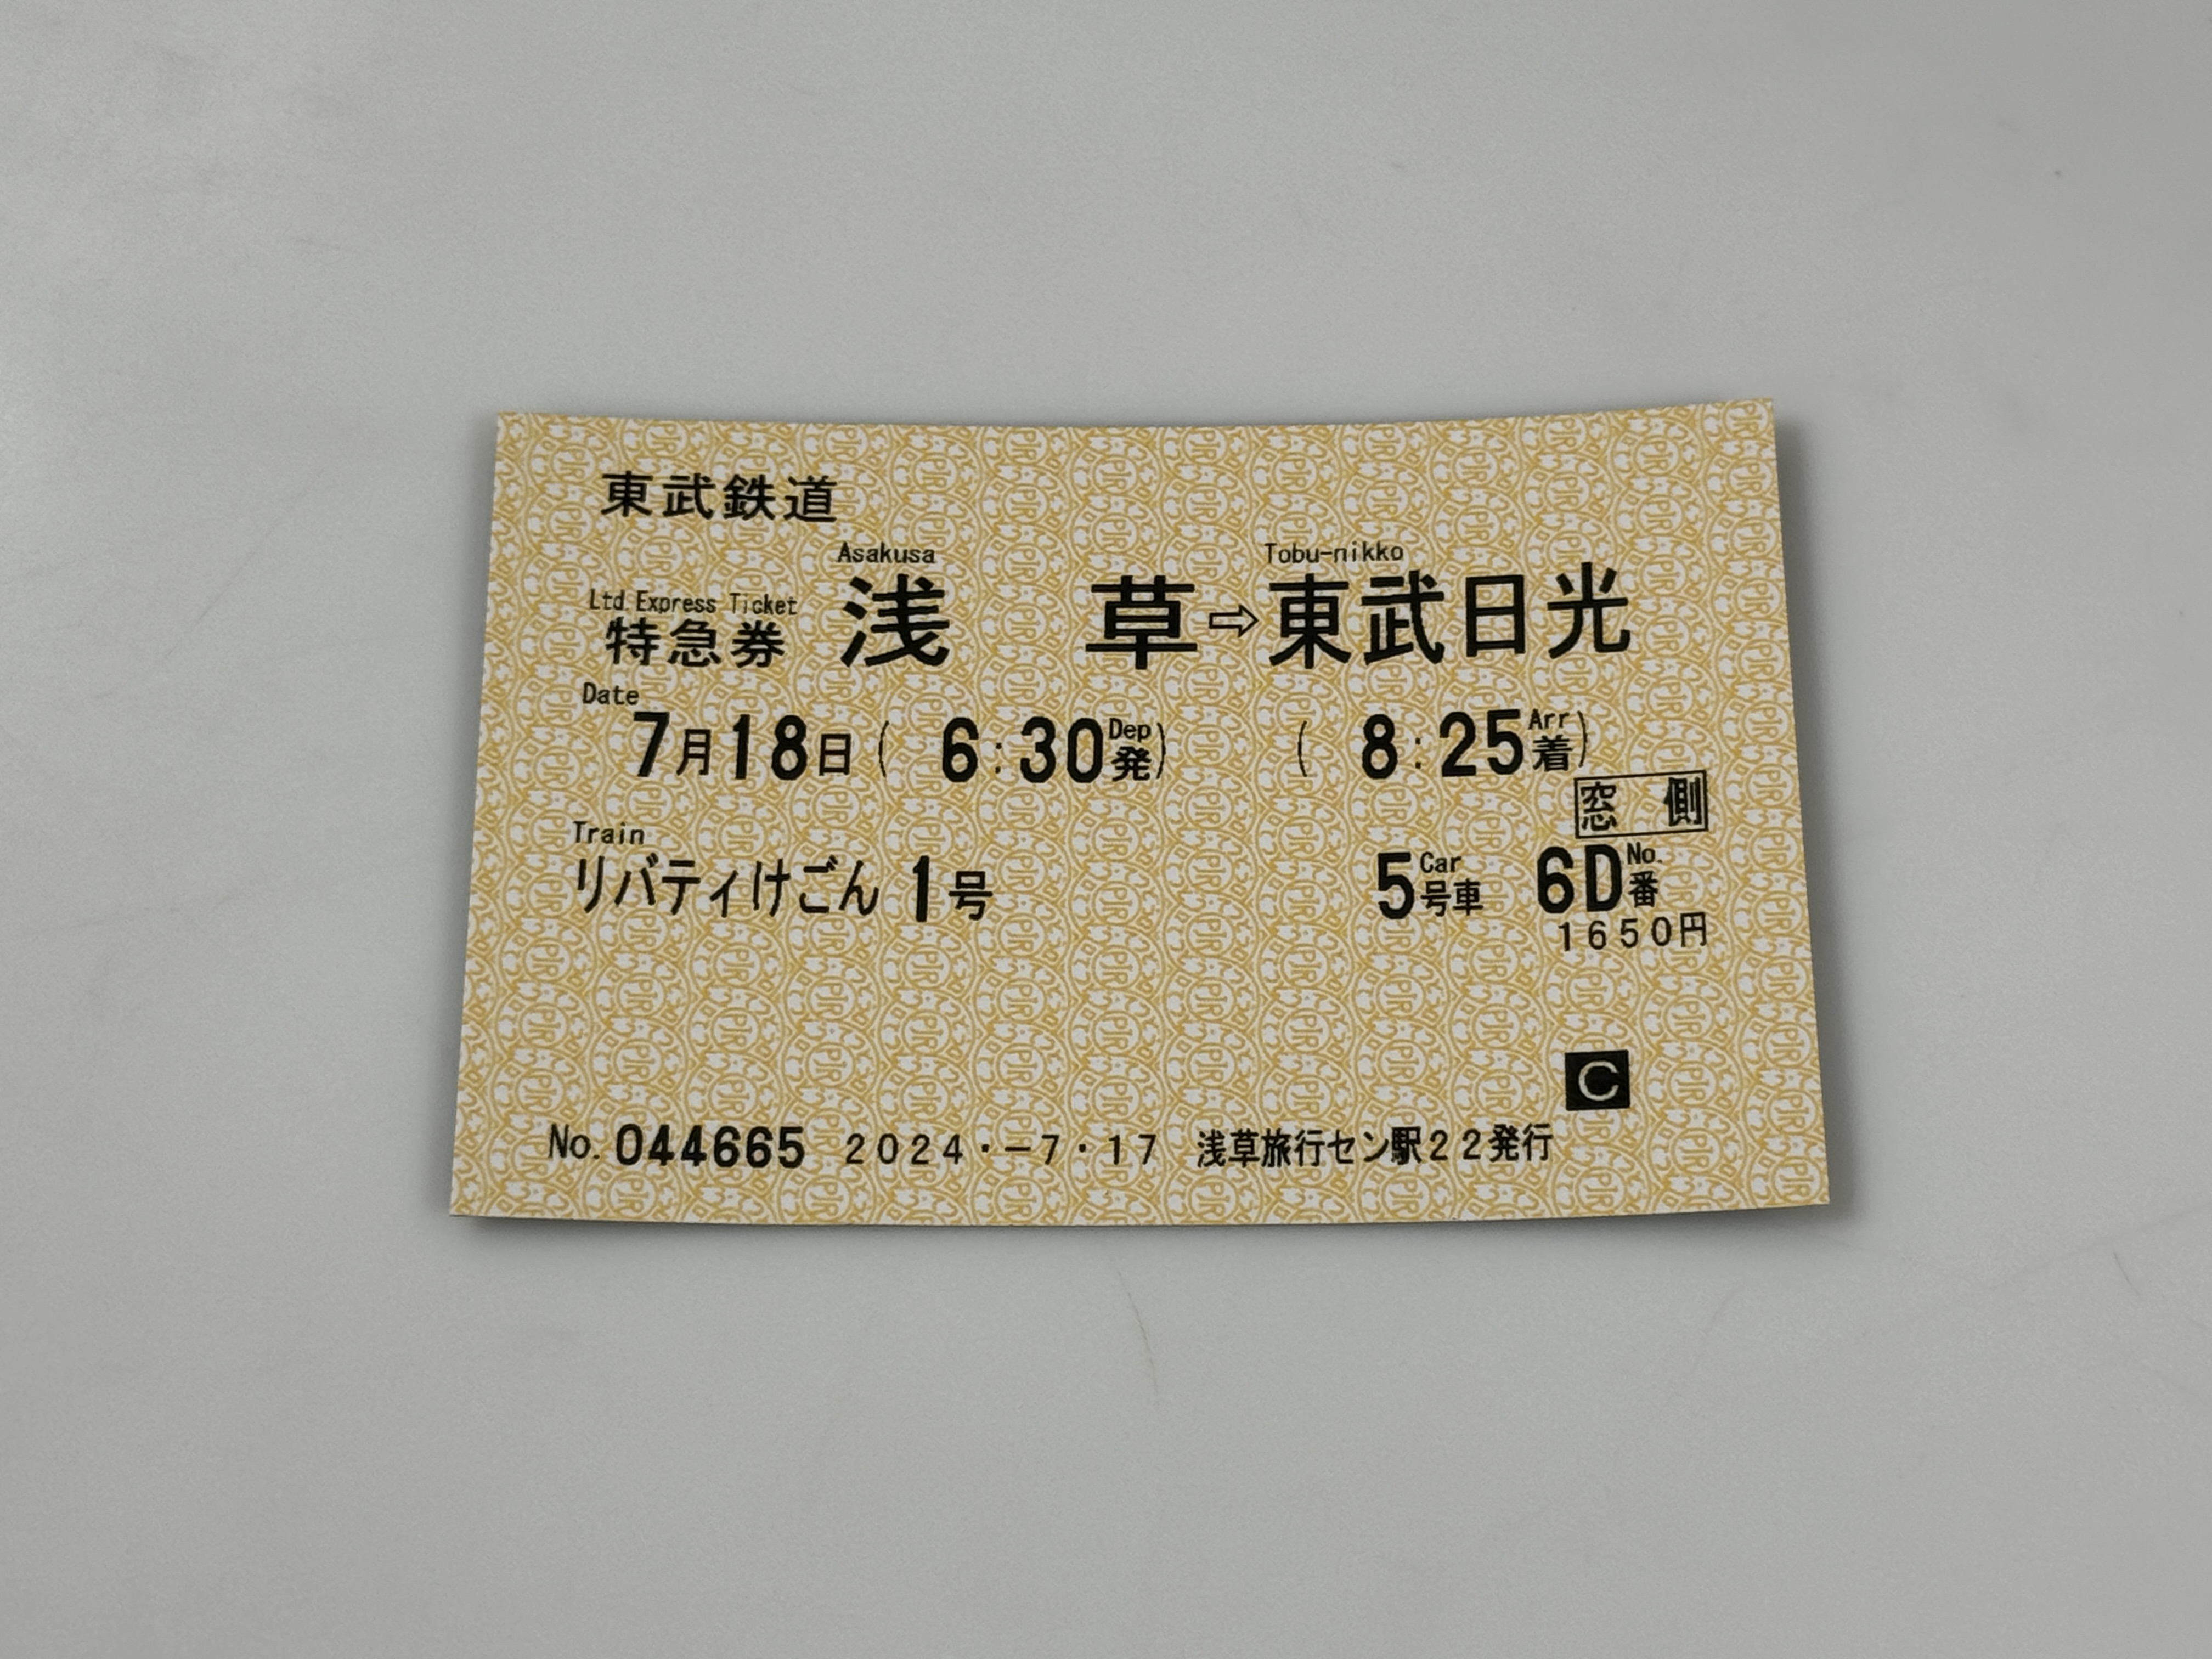 東武鉄道
Asakusa Tobu-nikko
Ltd.Express Ticket
特急券 浅 草⇨東武日光
Date
7月18日( 6:30Dep発) ( 8:25Arr着)
窓 側
Train
リバティけごん 1号 5Car号車 6DNo.番
1650円
C
No.044665 2024.-7.17 浅草旅行セン駅22発行